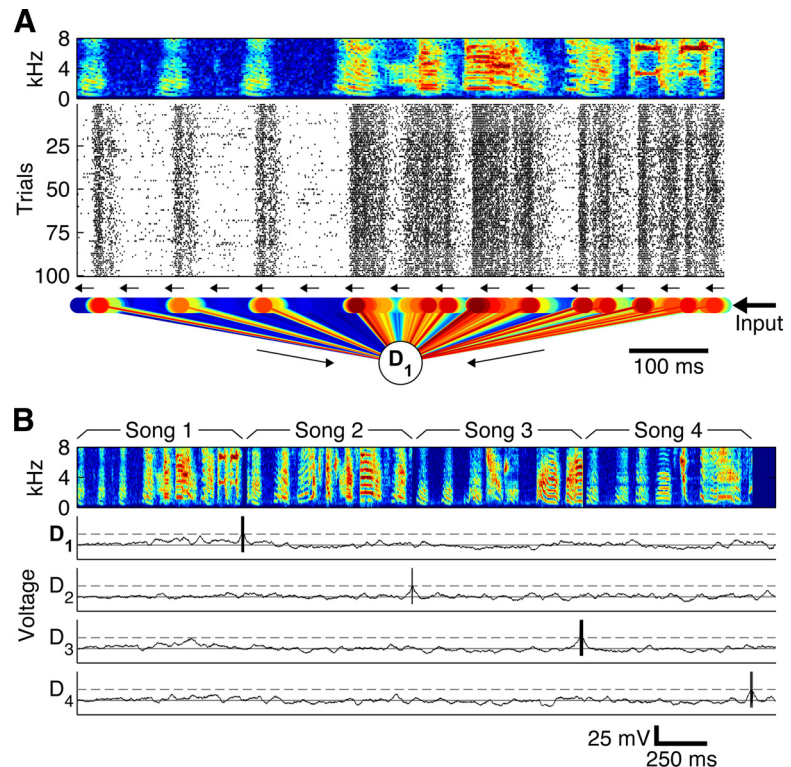 A
8
4
0
kHz
25
50
75
100
Trials
Input
D1
100 ms
B
Song 1 Song 2 Song 3 Song 4
8
4
0
kHz
D1
D2
D3
D4
Voltage
25 mV
250 ms